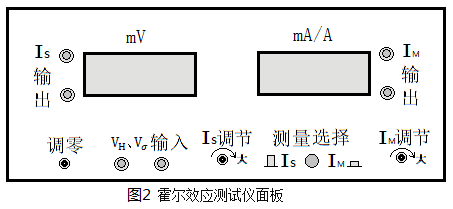 mV
mA/A
Is
输
出
IM
输
出
调零
VH、Vσ 输入
Is调节
大
测量选择
Is
IM
IM调节
大
图2 霍尔效应测试仪面板